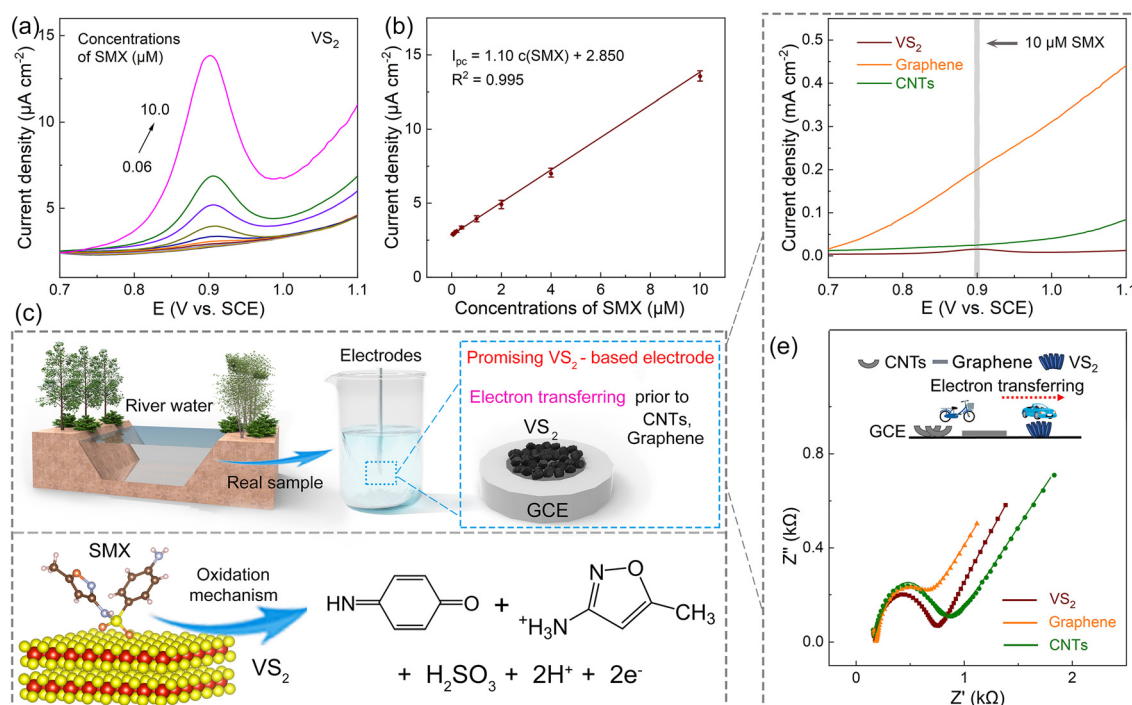 (a)
Concentrations
of SMX (μM)
VS2
10.0
0.06
15
10
5
Current density (μA cm-2)
0.7 0.8 0.9 1.0 1.1
E (V vs. SCE)
(b)
Ipc = 1.10 c(SMX) + 2.850
R2 = 0.995
15
12
9
6
3
0
Current density (μA cm-2)
0 2 4 6 8 10
Concentrations of SMX (μM)
VS2
Graphene
CNTs
10 μM SMX
0.5
0.4
0.3
0.2
0.1
0.0
Current density (mA cm-2)
0.7 0.8 0.9 1.0 1.1
E (V vs. SCE)
(c)
River water
Real sample
Electrodes
Promising VS2 - based electrode
Electron transferring prior to
CNTs,
Graphene
VS2
GCE
SMX
Oxidation
mechanism
VS2
HN
O
+
N
O
+H3N
CH3
+ H2SO3 + 2H+ + 2e-
(e)
CNTs Graphene VS2
Electron transferring
GCE
0.8
0.4
0.0
Z" (kΩ)
VS2
Graphene
CNTs
0 1 2
Z' (kΩ)